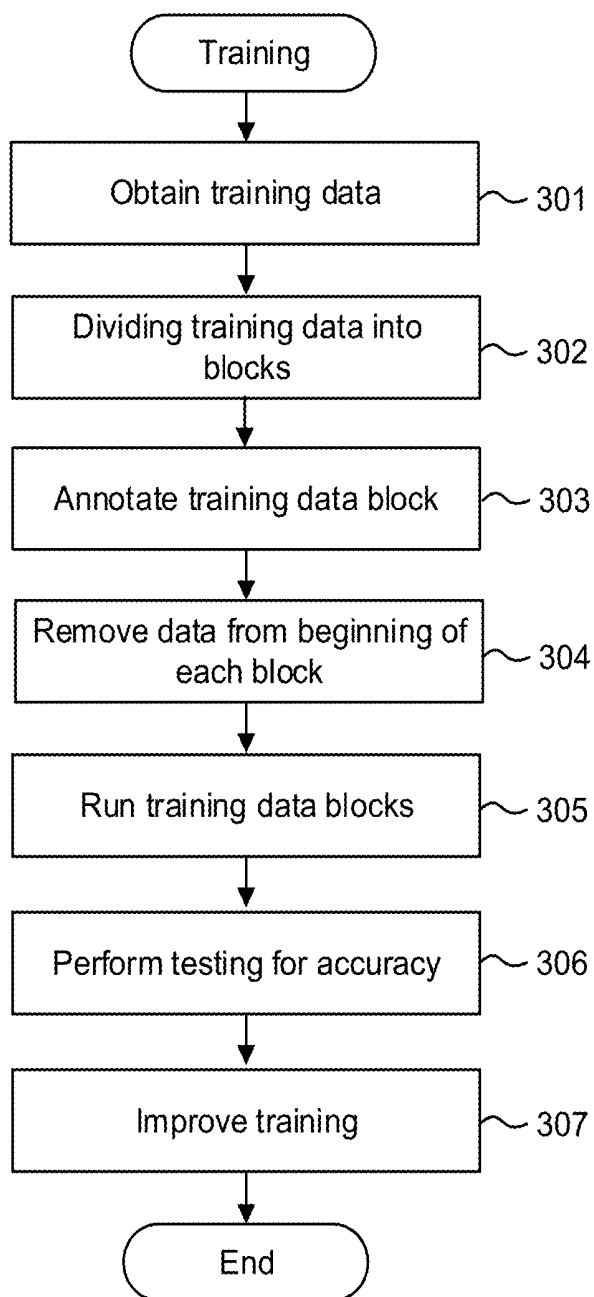 Training
Obtain training data
301
Dividing training data into
blocks
302
Annotate training data block
303
Remove data from beginning of
each block
304
Run training data blocks
305
Perform testing for accuracy
306
Improve training
307
End